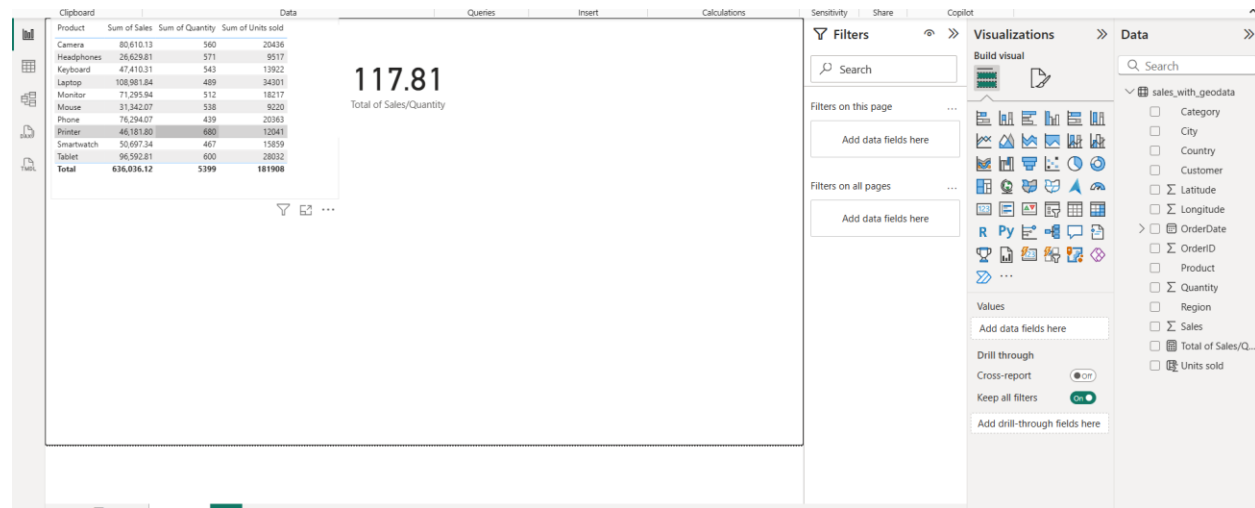 Clipboard Data Queries Insert Calculations Sensitivity Share Copilot
Product Sum of Sales Sum of Quantity Sum of Units sold
Camera 80,610.13 560 20436
Headphones 26,629.81 571 9517
Keyboard 47,410.31 543 13922
Laptop 108,981.84 489 34301
Monitor 71,295.94 512 18217
Mouse 31,342.07 538 9220
Phone 76,294.07 439 20363
Printer 46,181.80 680 12041
Smartwatch 50,697.34 467 15859
Tablet 96,592.81 600 28032
Total 636,036.12 5399 181908
117.81
Total of Sales/Quantity
Filters
Search
Filters on this page ...
Add data fields here
Filters on all pages ...
Add data fields here
Visualizations
Build visual
123
R Py
...
Values
Add data fields here
Drill through
Cross-report Off
Keep all filters On
Add drill-through fields here
Data
Search
sales_with_geodata
Category
City
Country
Customer
Σ Latitude
Σ Longitude
OrderDate
Σ OrderID
Product
Σ Quantity
Region
Σ Sales
Total of Sales/Q...
Units sold